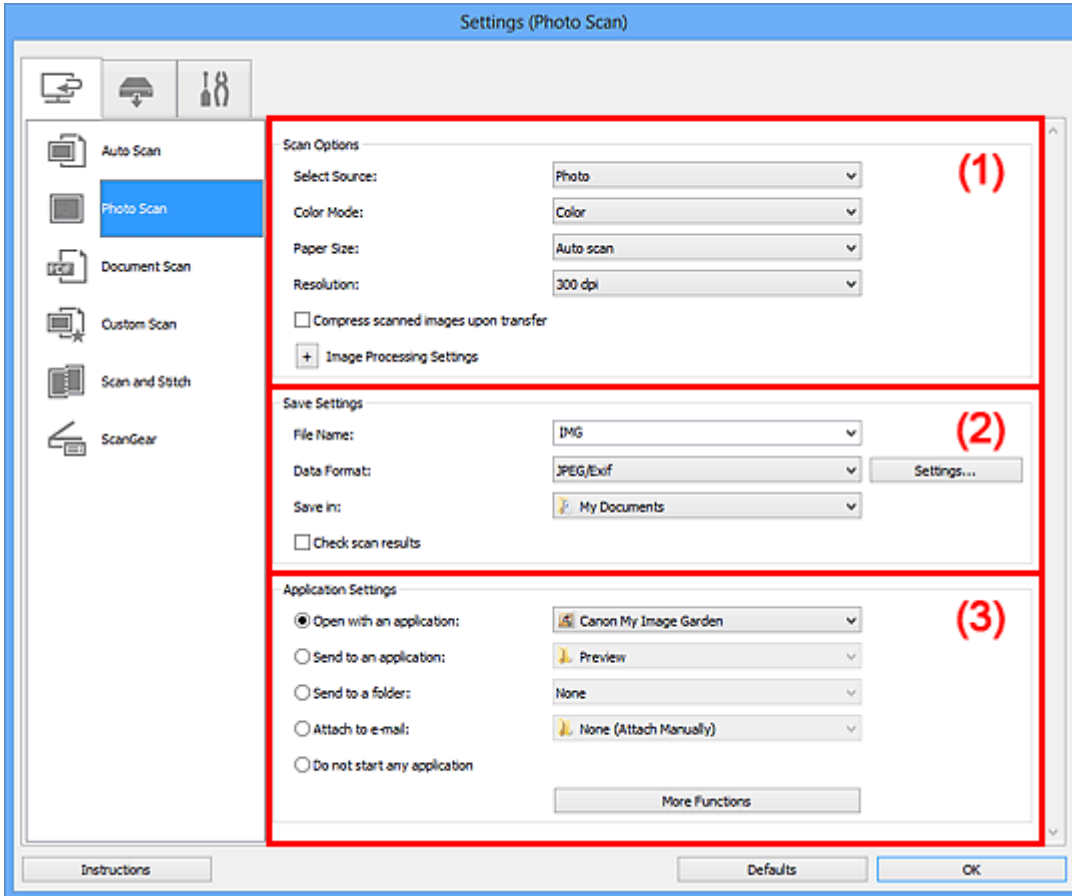 Settings (Photo Scan)
Auto Scan
Photo Scan
Document Scan
Custom Scan
Scan and Stitch
ScanGear
Scan Options
(1)
Select Source: Photo
Color Mode: Color
Paper Size: Auto scan
Resolution: 300 dpi
Compress scanned images upon transfer
+ Image Processing Settings
Save Settings
(2)
File Name: IMG
Data Format: JPEG/Exif Settings...
Save in: My Documents
Check scan results
Application Settings
(3)
Open with an application: Canon My Image Garden
Send to an application: Preview
Send to a folder: None
Attach to e-mail: None (Attach Manually)
Do not start any application
More Functions
Instructions Defaults OK